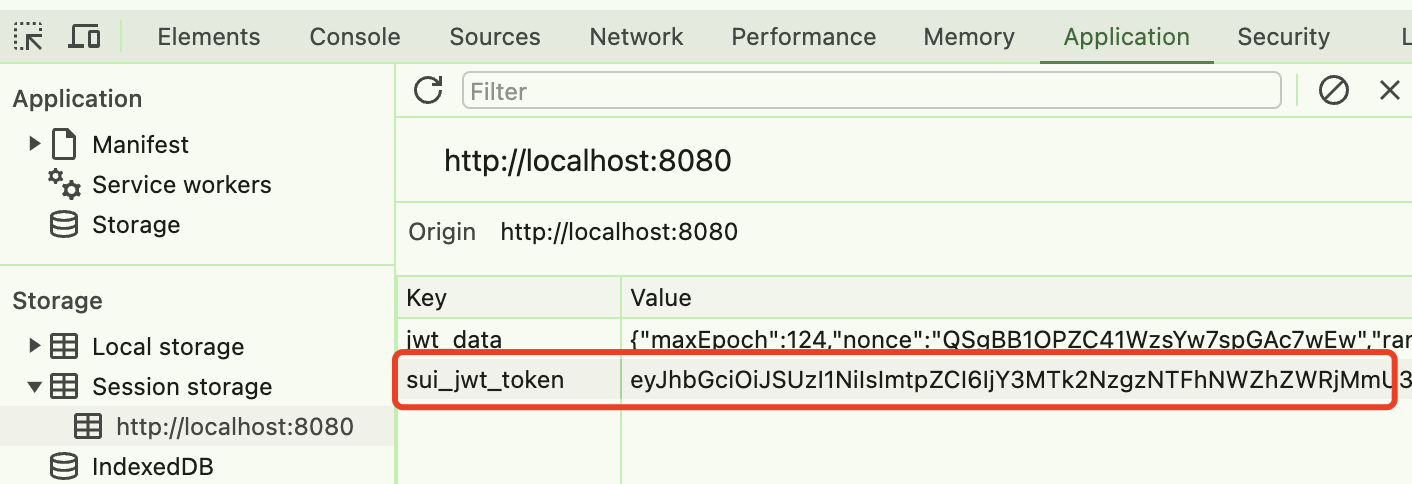 Elements Console Sources Network Performance Memory Application Security L
Application
Manifest
Service workers
Storage
Storage
Local storage
Session storage
http://localhost:8080
IndexedDB
Filter
http://localhost:8080
Origin http://localhost:8080
Key Value
jwt_data {"maxEpoch":124,"nonce":"QSgBB1OPZC41WzsYw7spGAc7wEw","rar
sui_jwt_token eyJhbGciOiJSUzI1NiIsImtpZCI6IjY3MTk2NzgzNTFhNWZhZWRjMmU3